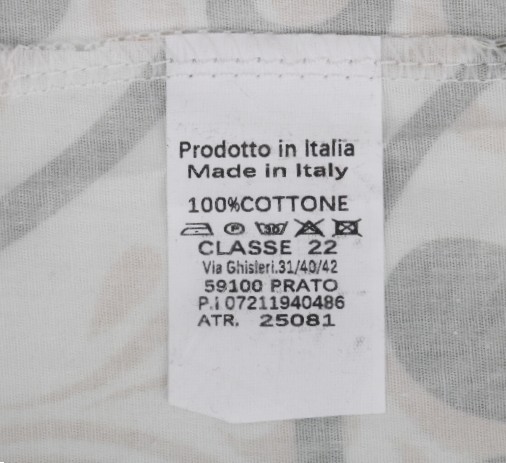 Prodotto in Italia
Made in Italy
100%COTTONE
CLASSE 22
Via Ghisleri.31/40/42
59100 PRATO
P.i 07211940486
ATR. 25081